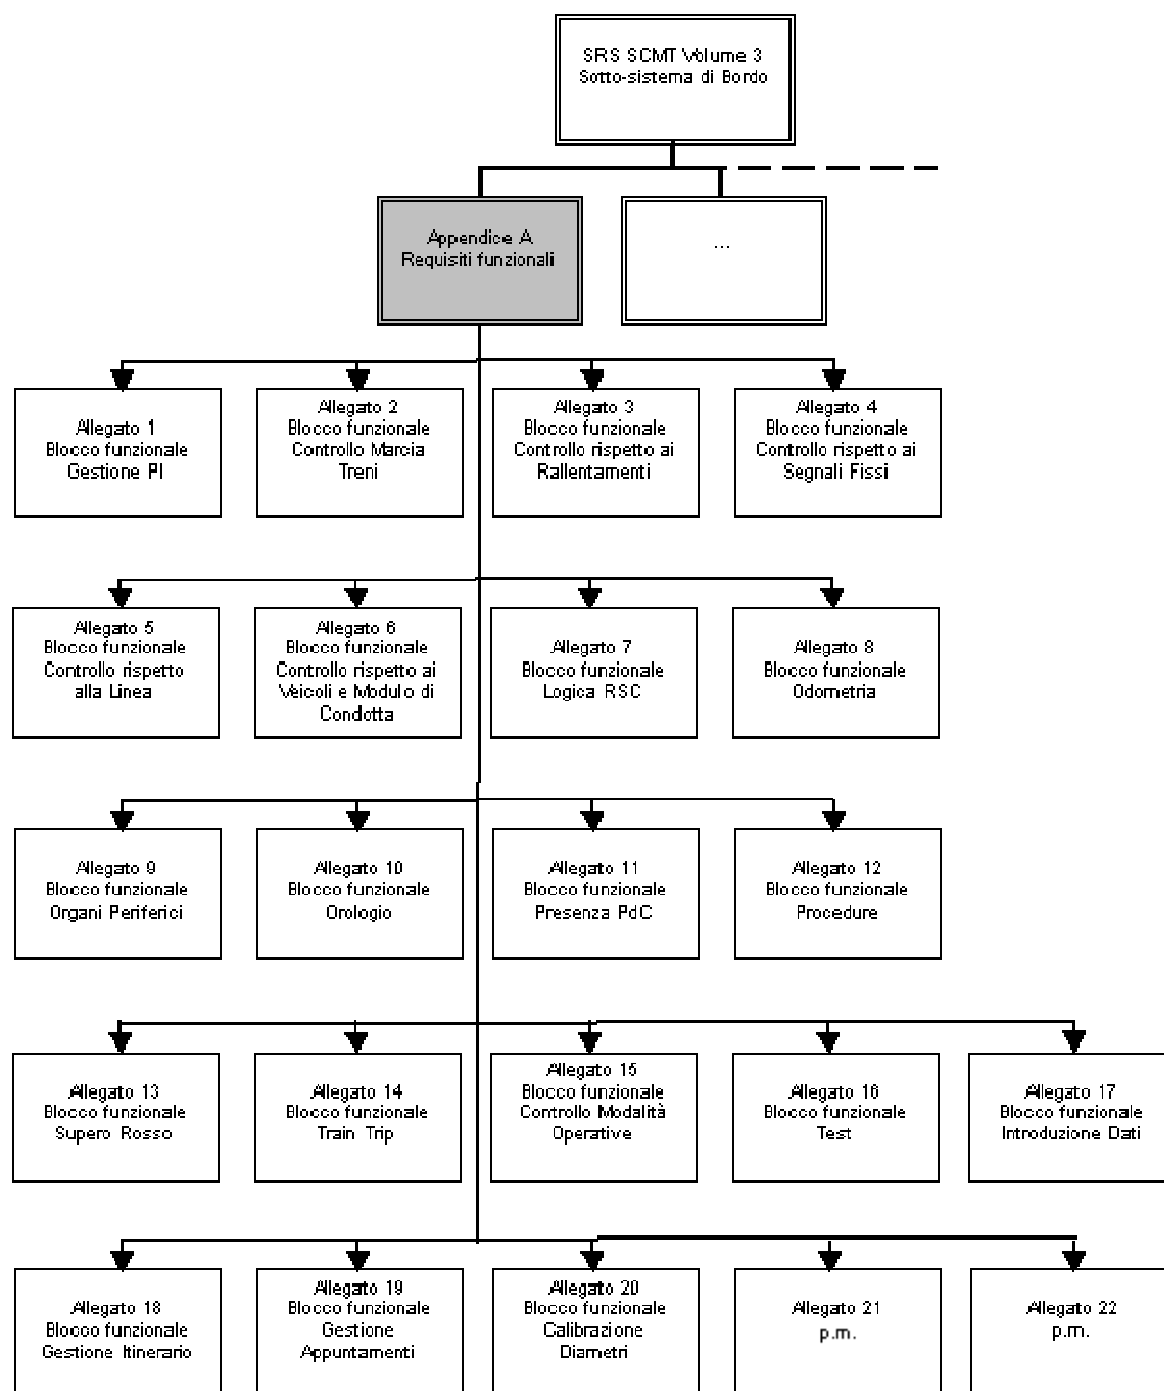 SRS SCMT Volume 3
Sotto-sistema di Bordo
Appendice A
Requisiti funzionali
...
Allegato 1
Blocco funzionale
Gestione PI
Allegato 2
Blocco funzionale
Controllo Marcia
Treni
Allegato 3
Blocco funzionale
Controllo rispetto ai
Rallentamenti
Allegato 4
Blocco funzionale
Controllo rispetto ai
Segnali Fissi
Allegato 5
Blocco funzionale
Controllo rispetto
alla Linea
Allegato 6
Blocco funzionale
Controllo rispetto ai
Veicoli e Modulo di
Condotta
Allegato 7
Blocco funzionale
Logica RSC
Allegato 8
Blocco funzionale
Odometria
Allegato 9
Blocco funzionale
Organi Periferici
Allegato 10
Blocco funzionale
Orologio
Allegato 11
Blocco funzionale
Presenza PdC
Allegato 12
Blocco funzionale
Procedure
Allegato 13
Blocco funzionale
Supero Rosso
Allegato 14
Blocco funzionale
Train Trip
Allegato 15
Blocco funzionale
Controllo Modalità
Operative
Allegato 16
Blocco funzionale
Test
Allegato 17
Blocco funzionale
Introduzione Dati
Allegato 18
Blocco funzionale
Gestione Itinerario
Allegato 19
Blocco funzionale
Gestione
Appuntamenti
Allegato 20
Blocco funzionale
Calibrazione
Diametri
Allegato 21
p.m.
Allegato 22
p.m.